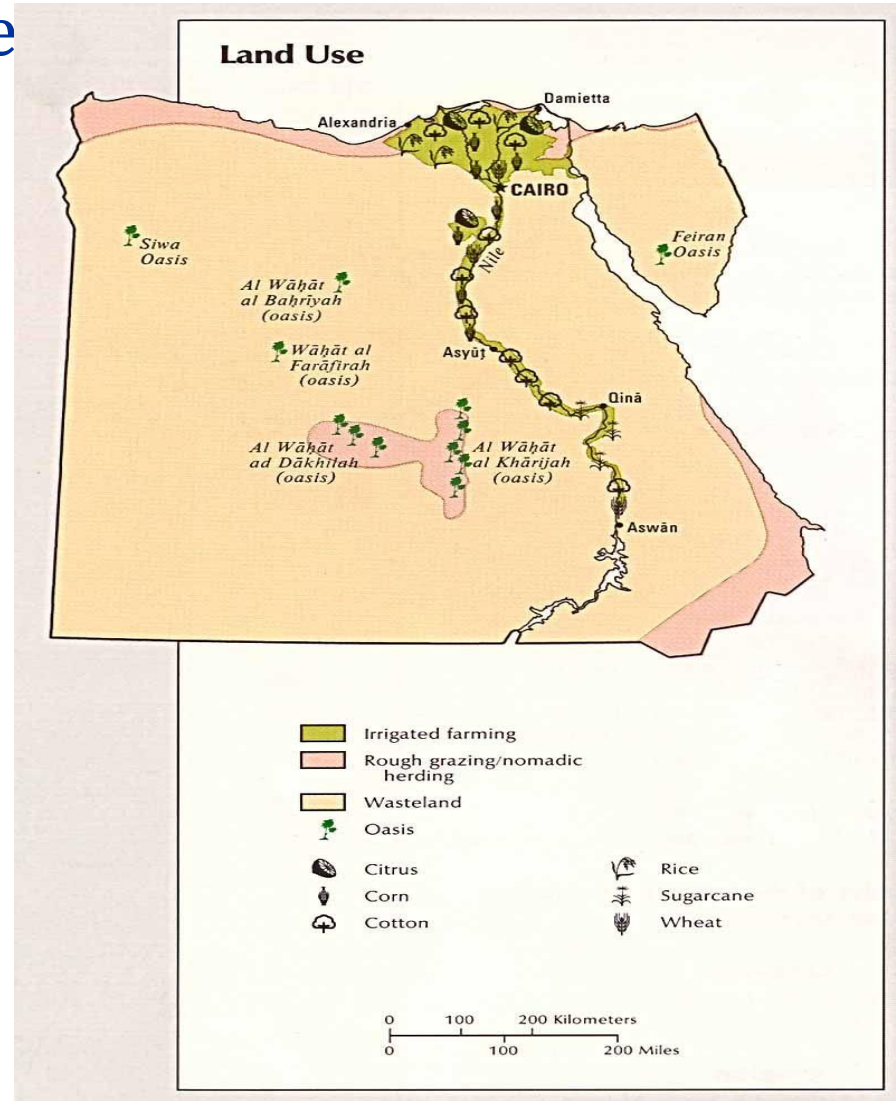 e
Land Use
Damietta
Alexandria
CAIRO
Siwa
Oasis
Feiran
Oasis
Nile
Al Wāḥāt
al Baḥrīyah
(oasis)
Wāḥāt al
Farāfirah
(oasis)
Asyūṭ
Qinā
Al Wāḥāt
ad Dākhilah
(oasis)
Al Wāḥāt
al Khārijah
(oasis)
Aswān
Irrigated farming
Rough grazing/nomadic
herding
Wasteland
Oasis
Citrus
Corn
Cotton
Rice
Sugarcane
Wheat
0 100 200 Kilometers
0 100 200 Miles